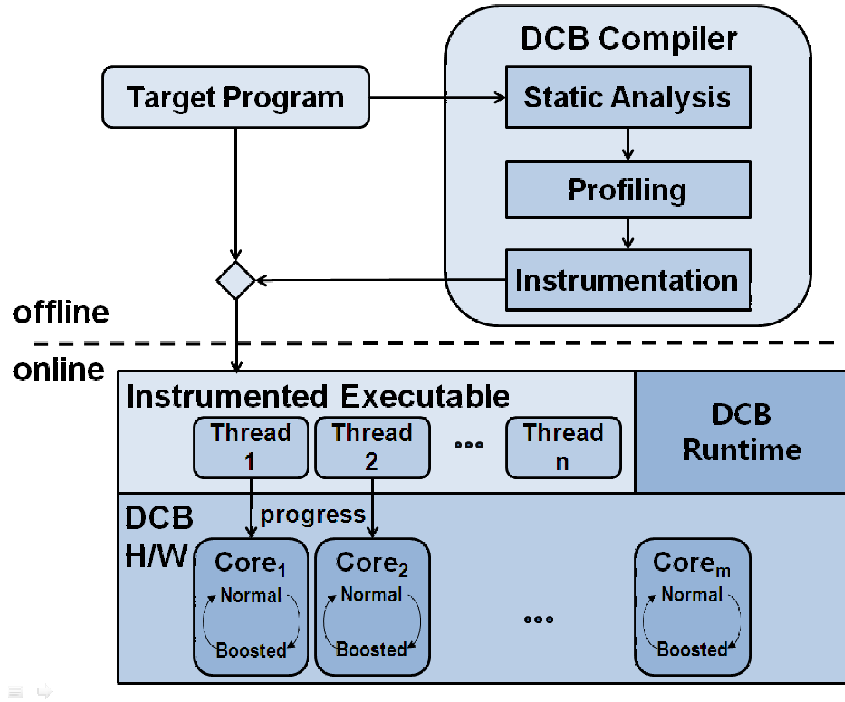 DCB Compiler
Target Program
Static Analysis
Profiling
Instrumentation
offline
online
Instrumented Executable
DCB
Runtime
Thread
1
Thread
2
Thread
n
DCB
H/W
progress
Core1
Normal
Boosted
Core2
Normal
Boosted
Corem
Normal
Boosted